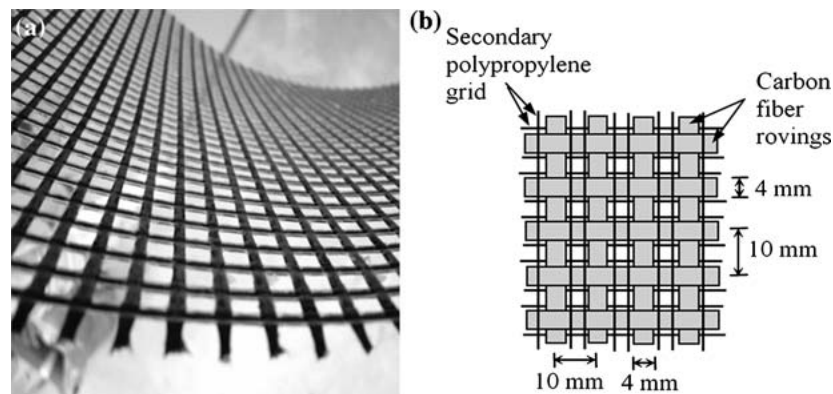 (a)
(b)
Secondary
polypropylene
grid
Carbon
fiber
rovings
4 mm
10 mm
10 mm
4 mm